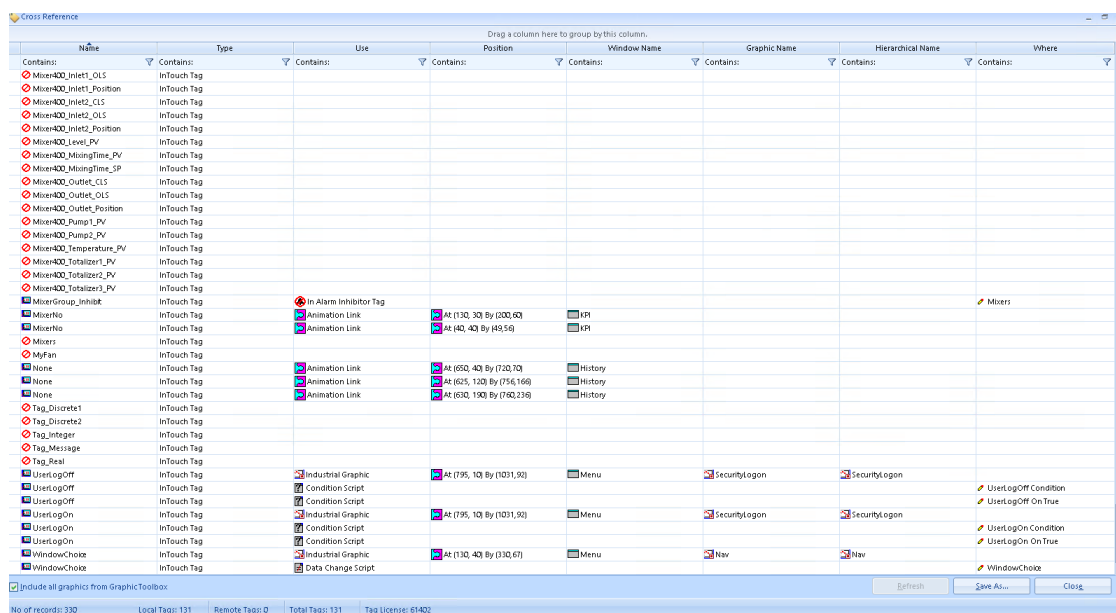 Cross Reference
Drag a column here to group by this column.
Name Type Use Position Window Name Graphic Name Hierarchical Name Where
Contains: Contains: Contains: Contains: Contains: Contains: Contains: Contains:
Mixer400_Inlet1_OLS InTouch Tag
Mixer400_Inlet1_Position InTouch Tag
Mixer400_Inlet2_CLS InTouch Tag
Mixer400_Inlet2_OLS InTouch Tag
Mixer400_Inlet2_Position InTouch Tag
Mixer400_Level_PV InTouch Tag
Mixer400_MixingTime_PV InTouch Tag
Mixer400_MixingTime_SP InTouch Tag
Mixer400_Outlet_CLS InTouch Tag
Mixer400_Outlet_OLS InTouch Tag
Mixer400_Outlet_Position InTouch Tag
Mixer400_Pump1_PV InTouch Tag
Mixer400_Pump2_PV InTouch Tag
Mixer400_Temperature_PV InTouch Tag
Mixer400_Totalizer1_PV InTouch Tag
Mixer400_Totalizer2_PV InTouch Tag
Mixer400_Totalizer3_PV InTouch Tag
MixerGroup_Inhibit InTouch Tag In Alarm Inhibitor Tag Mixers
MixerNo InTouch Tag Animation Link At (130, 30) By (200,60) KPI
MixerNo InTouch Tag Animation Link At (40, 40) By (49,56) KPI
Mixers InTouch Tag
MyFan InTouch Tag
None InTouch Tag Animation Link At (650, 40) By (720,70) History
None InTouch Tag Animation Link At (625, 120) By (756,166) History
None InTouch Tag Animation Link At (630, 190) By (760,236) History
Tag_Discrete1 InTouch Tag
Tag_Discrete2 InTouch Tag
Tag_Integer InTouch Tag
Tag_Message InTouch Tag
Tag_Real InTouch Tag
UserLogOff InTouch Tag Industrial Graphic At (795, 10) By (1031,92) Menu SecurityLogon SecurityLogon
UserLogOff InTouch Tag Condition Script UserLogOff Condition
UserLogOff InTouch Tag Condition Script UserLogOff On True
UserLogOn InTouch Tag Industrial Graphic At (795, 10) By (1031,92) Menu SecurityLogon SecurityLogon
UserLogOn InTouch Tag Condition Script UserLogOn Condition
UserLogOn InTouch Tag Condition Script UserLogOn On True
WindowChoice InTouch Tag Industrial Graphic At (130, 40) By (330,67) Menu Nav Nav
WindowChoice InTouch Tag Data Change Script WindowChoice
Include all graphics from GraphicToolbox Refresh Save As... Close
No of records: 330 Local Tags: 131 Remote Tags: 0 Total Tags: 131 Tag License: 61402